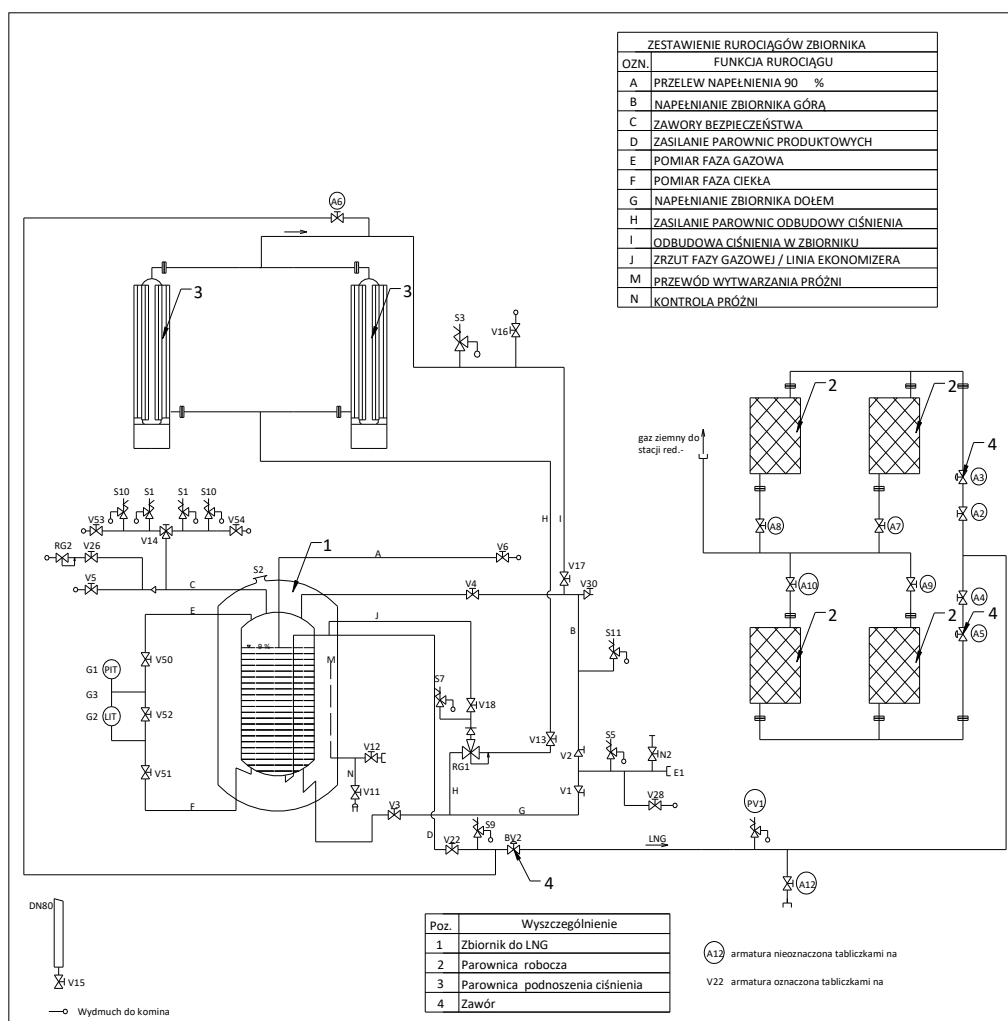 ZESTAWIENIE RUROCIĄGÓW ZBIORNIKA
OZN. FUNKCJA RUROCIĄGU
A PRZELEW NAPEŁNIENIA 90 %
B NAPEŁNIANIE ZBIORNIKA GÓRĄ
C ZAWORY BEZPIECZEŃSTWA
D ZASILANIE PAROWNIC PRODUKTOWYCH
E POMIAR FAZA GAZOWA
F POMIAR FAZA CIEKŁA
G NAPEŁNIANIE ZBIORNIKA DOŁEM
H ZASILANIE PAROWNIC ODBUDOWY CIŚNIENIA
I ODBUDOWA CIŚNIENIA W ZBIORNIKU
J ZRZUT FAZY GAZOWEJ / LINIA EKONOMIZERA
M PRZEWÓD WYTWARZANIA PRÓŻNI
N KONTROLA PRÓŻNI
A6
3
3
S3
V16
2
2
gaz ziemny do
stacji red.-
4
A3
A8
A7
A2
S10
S1
S1
S10
V53
V54
V14
H
I
RG2
V26
1
A
V6
S2
V5
C
V4
V17
V30
A10
A9
A4
E
J
B
S11
2
2
4
A5
9 %
M
G1
PIT
V50
G3
G2
LIT
V52
S7
V18
V12
V13
V2
S5
N2
V51
RG1
E1
N
V11
H
V1
V28
F
V3
G
PV1
D
V22
S9
BV2
LNG
4
A12
DN80
V15
Wydmuch do komina
Poz. Wyszczególnienie
1 Zbiornik do LNG
2 Parownica robocza
3 Parownica podnoszenia ciśnienia
4 Zawór
A12 armatura nieoznaczona tabliczkami na
V22 armatura oznaczona tabliczkami na